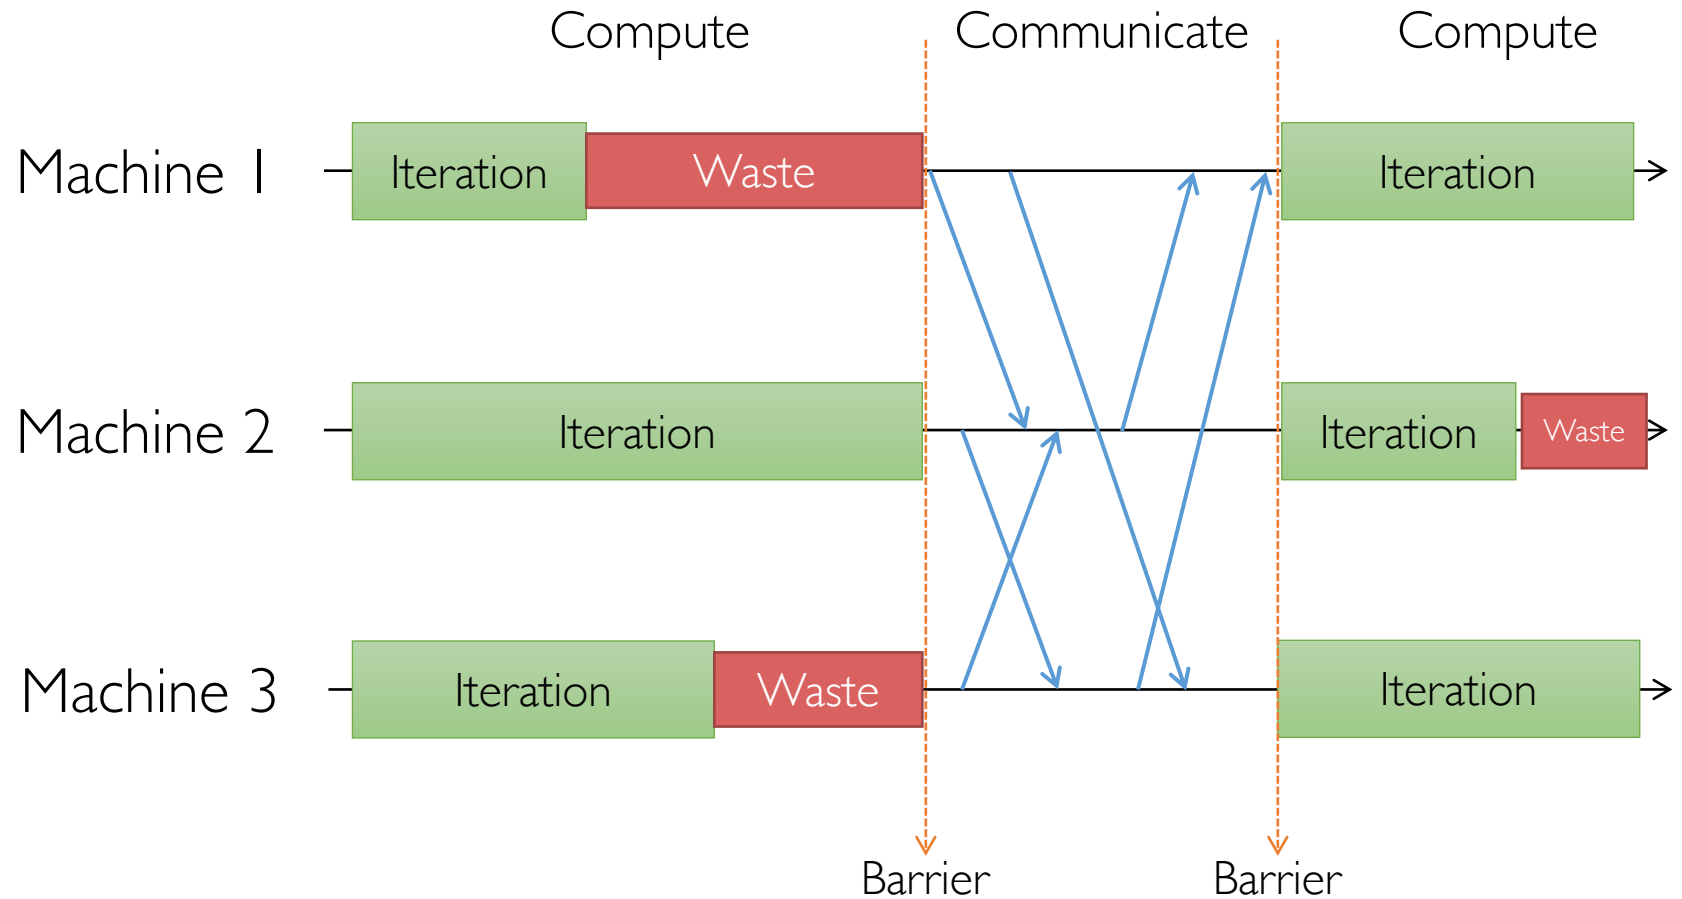 Compute Communicate Compute
Machine 1 Iteration Waste Iteration
Machine 2 Iteration Iteration Waste
Machine 3 Iteration Waste Iteration
Barrier Barrier